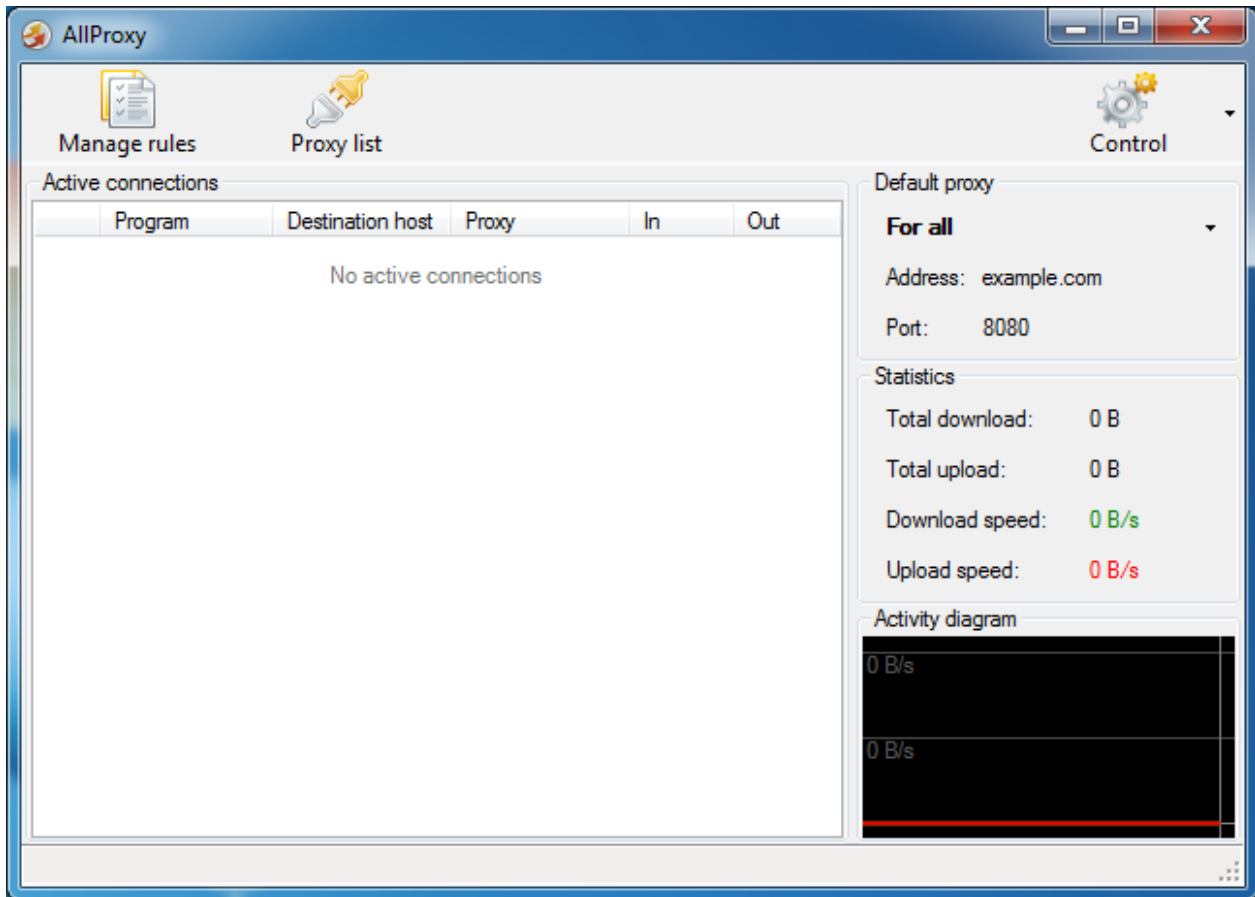 AllProxy
Manage rules Proxy list Control
Active connections
Program Destination host Proxy In Out
No active connections
Default proxy
For all
Address: example.com
Port: 8080
Statistics
Total download: 0 B
Total upload: 0 B
Download speed: 0 B/s
Upload speed: 0 B/s
Activity diagram
0 B/s
0 B/s